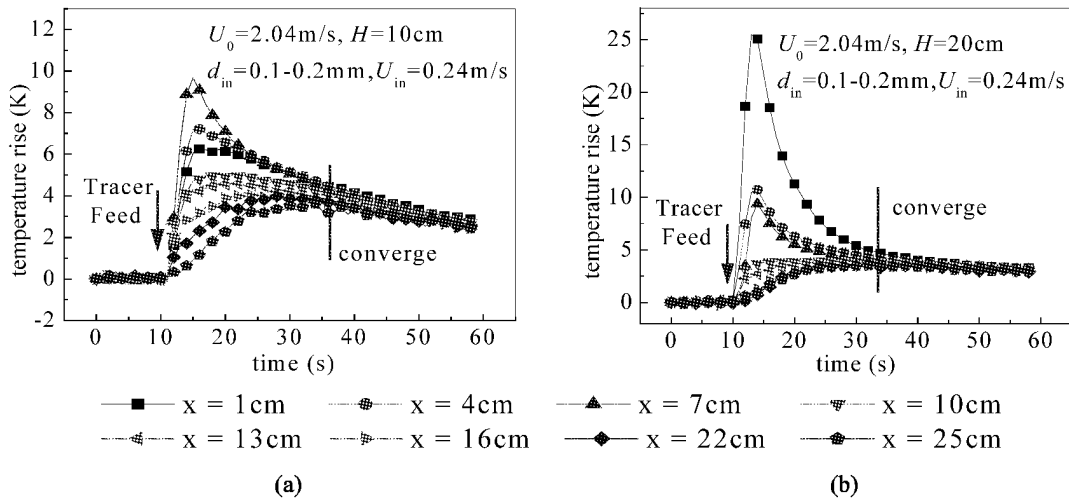 12
10
8
6
4
2
0
-2
temperature rise (K)
U0=2.04m/s, H=10cm
din=0.1-0.2mm,Uin=0.24m/s
Tracer
Feed
converge
0 10 20 30 40 50 60
time (s)
25
20
15
10
5
0
temperature rise (K)
U0=2.04m/s, H=20cm
din=0.1-0.2mm,Uin=0.24m/s
Tracer
Feed
converge
0 10 20 30 40 50 60
time (s)
x = 1cm x = 4cm x = 7cm x = 10cm
x = 13cm x = 16cm x = 22cm x = 25cm
(a) (b)